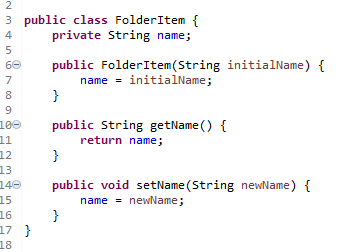 2
3 public class FolderItem {
4     private String name;
5
6     public FolderItem(String initialName) {
7         name = initialName;
8     }
9
10     public String getName() {
11         return name;
12     }
13
14     public void setName(String newName) {
15         name = newName;
16     }
17 }
18